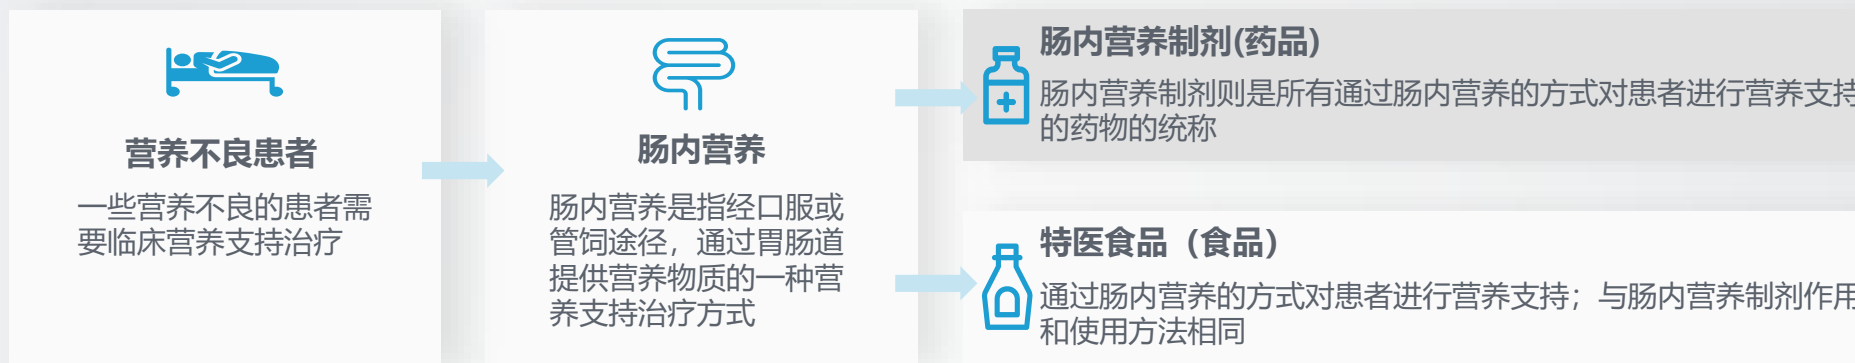 营养不良患者
一些营养不良的患者需
要临床营养支持治疗
肠内营养
肠内营养是指经口服或
管饲途径，通过胃肠道
提供营养物质的一种营
养支持治疗方式
肠内营养制剂(药品)
肠内营养制剂则是所有通过肠内营养的方式对患者进行营养支持
的药物的统称
特医食品（食品）
通过肠内营养的方式对患者进行营养支持；与肠内营养制剂作用
和使用方法相同